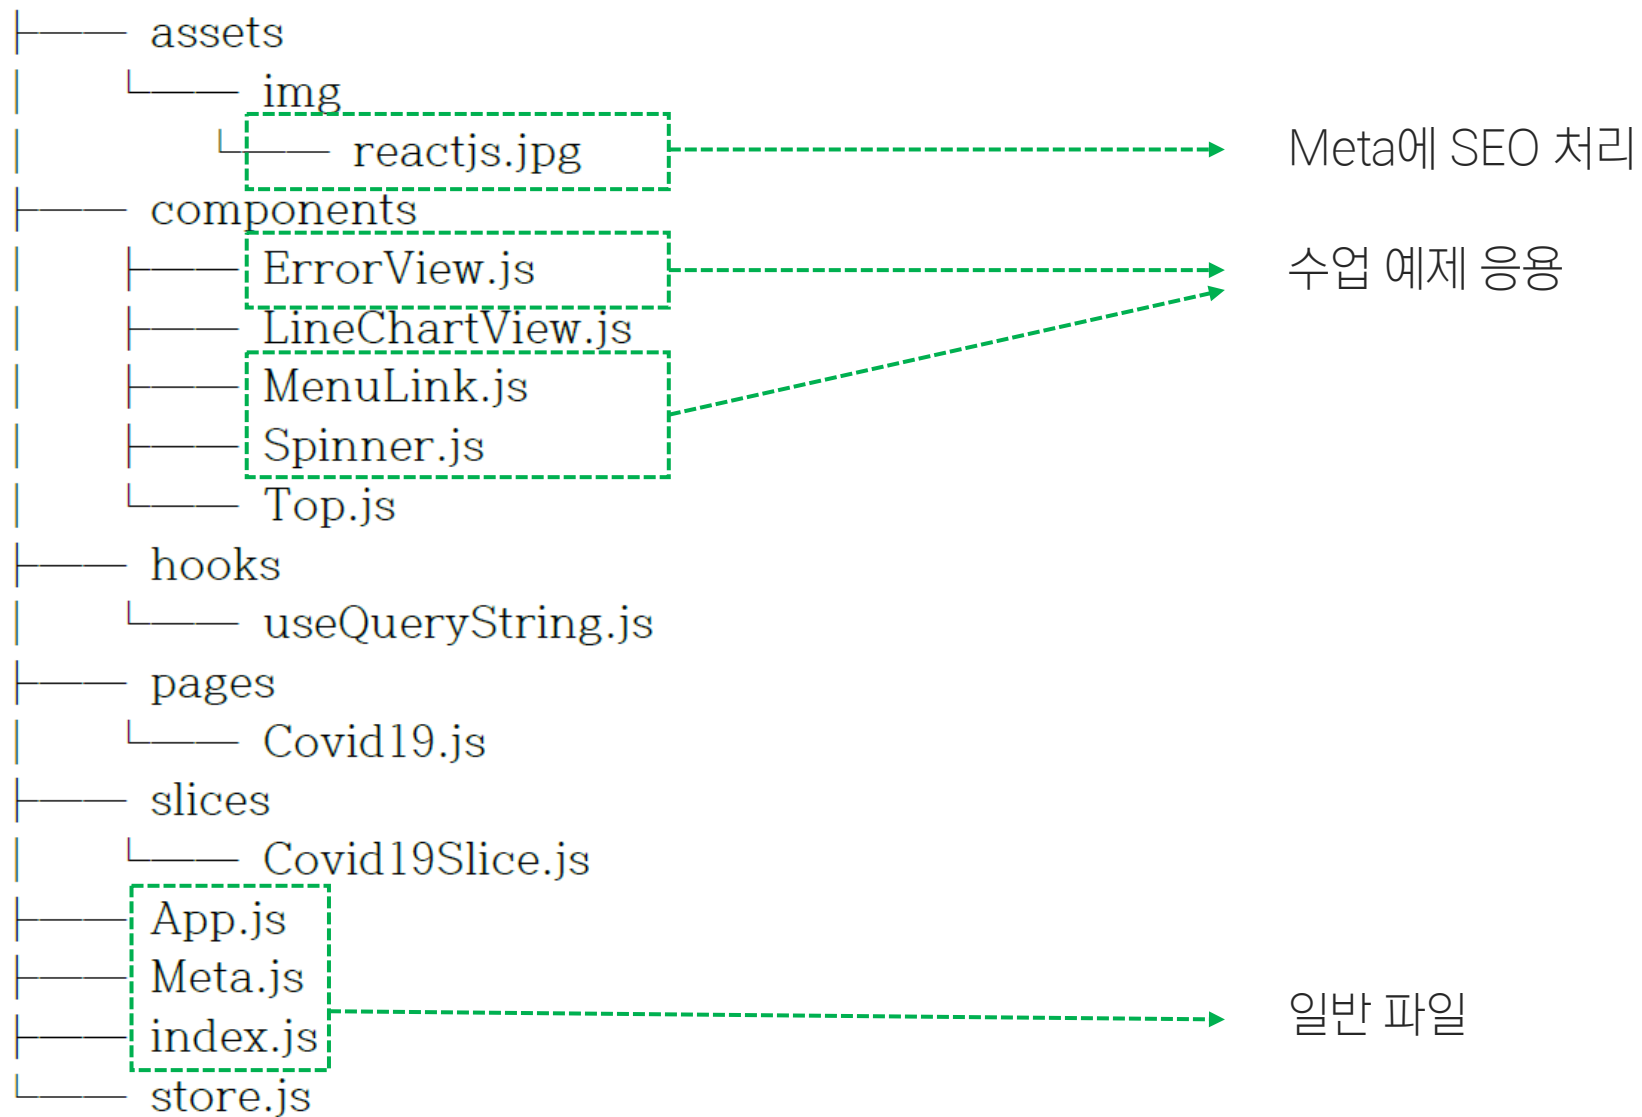 assets
img
reactjs.jpg
Meta에 SEO 처리
components
ErrorView.js
수업 예제 응용
LineChartView.js
MenuLink.js
Spinner.js
Top.js
hooks
useQueryString.js
pages
Covid19.js
slices
Covid19Slice.js
App.js
Meta.js
일반 파일
index.js
store.js